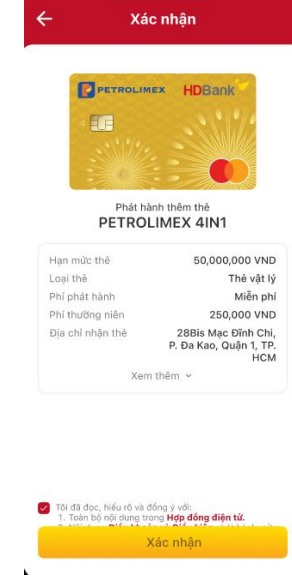 Xác nhận
PETROLIMEX HDBank
4
Phát hành thêm thẻ
PETROLIMEX 4IN1
Hạn mức thẻ 50,000,000 VND
Loại thẻ Thẻ vật lý
Phí phát hành Miễn phí
Phí thường niên 250,000 VND
Địa chỉ nhận thẻ 28Bis Mạc Đĩnh Chi,
P. Đa Kao, Quận 1, TP.
HCM
Xem thêm
Tôi đã đọc, hiểu rõ và đồng ý với:
1. Toàn bộ nội dung trong Hợp đồng điện tử.
Xác nhận